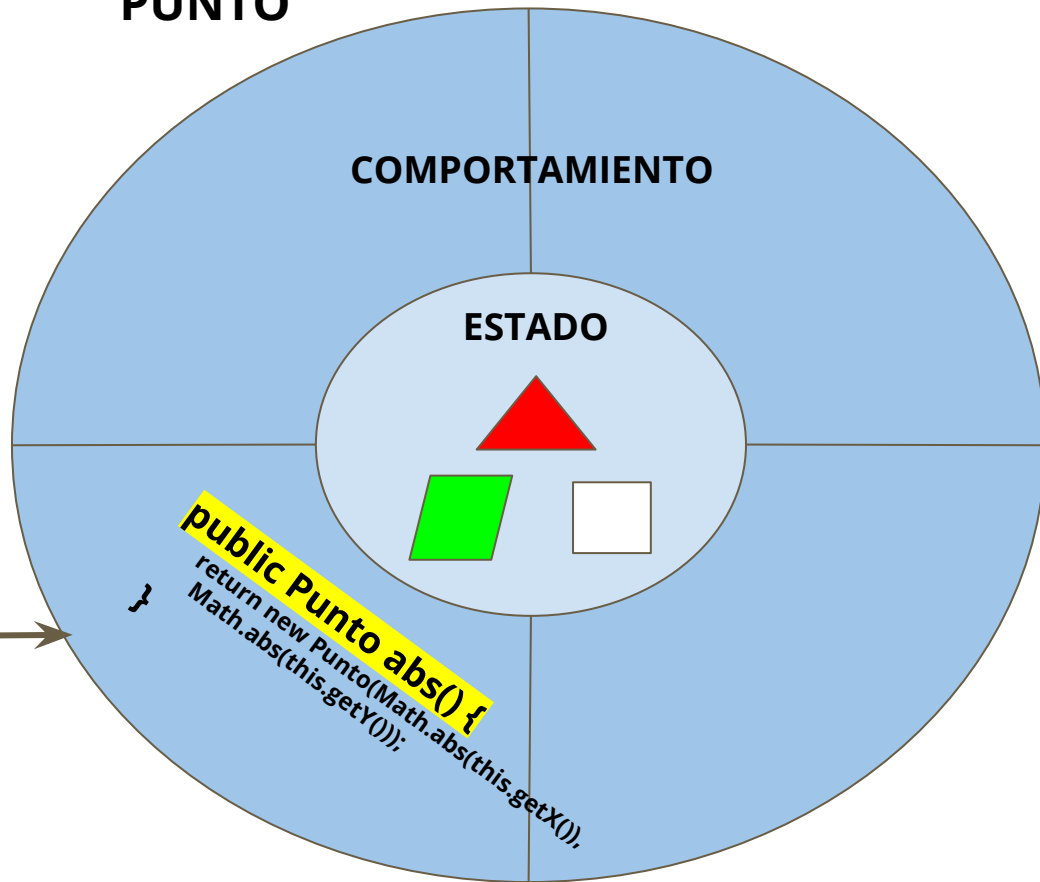 PUNTO
COMPORTAMIENTO
ESTADO
public Punto abs() {
return new Punto(Math.abs(this.getX()),
Math.abs(this.getY()));
}